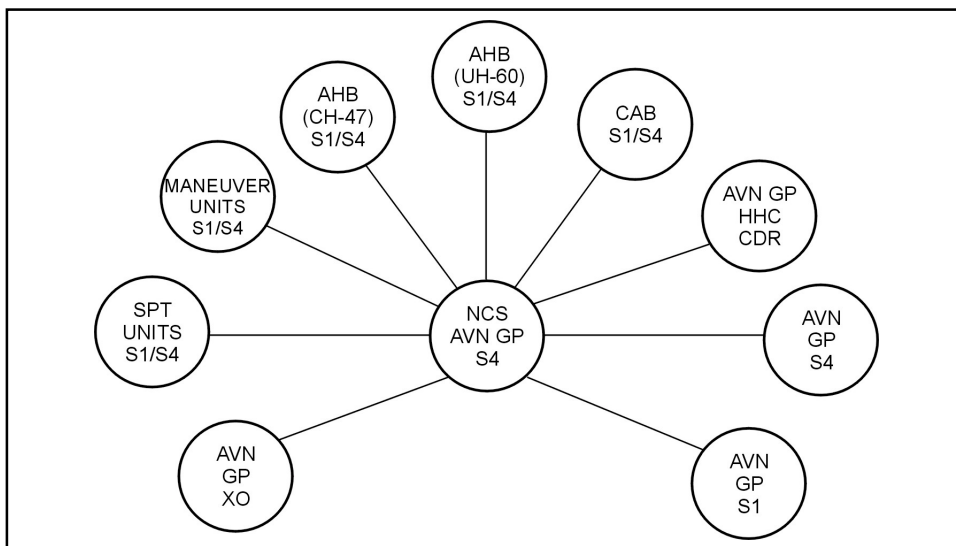 AHB
(UH-60)
S1/S4
AHB
(CH-47)
S1/S4
CAB
S1/S4
MANEUVER
UNITS
S1/S4
AVN GP
HHC
CDR
SPT
UNITS
S1/S4
NCS
AVN GP
S4
AVN
GP
S4
AVN
GP
XO
AVN
GP
S1